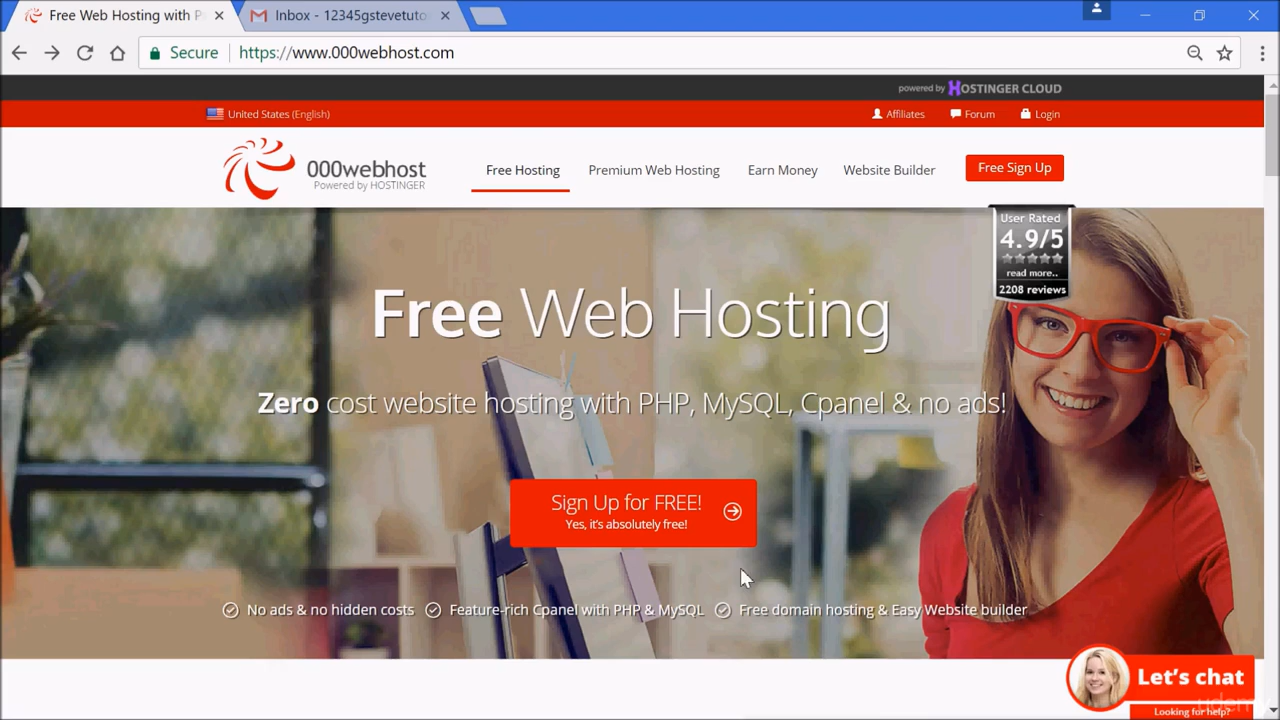 Free Web Hosting with P
Inbox - 12345gstevetuto
Secure
https://www.000webhost.com
powered by HOSTINGER CLOUD
United States (English)
Affiliates
Forum
Login
000webhost
Powered by HOSTINGER
Free Hosting
Premium Web Hosting
Earn Money
Website Builder
Free Sign Up
User Rated
4.9/5
read more..
2208 reviews
Free Web Hosting
Zero cost website hosting with PHP, MySQL, Cpanel & no ads!
Sign Up for FREE!
Yes, it's absolutely free!
No ads & no hidden costs
Feature-rich Cpanel with PHP & MySQL
Free domain hosting & Easy Website builder
Let's chat
Looking for help?
udemy